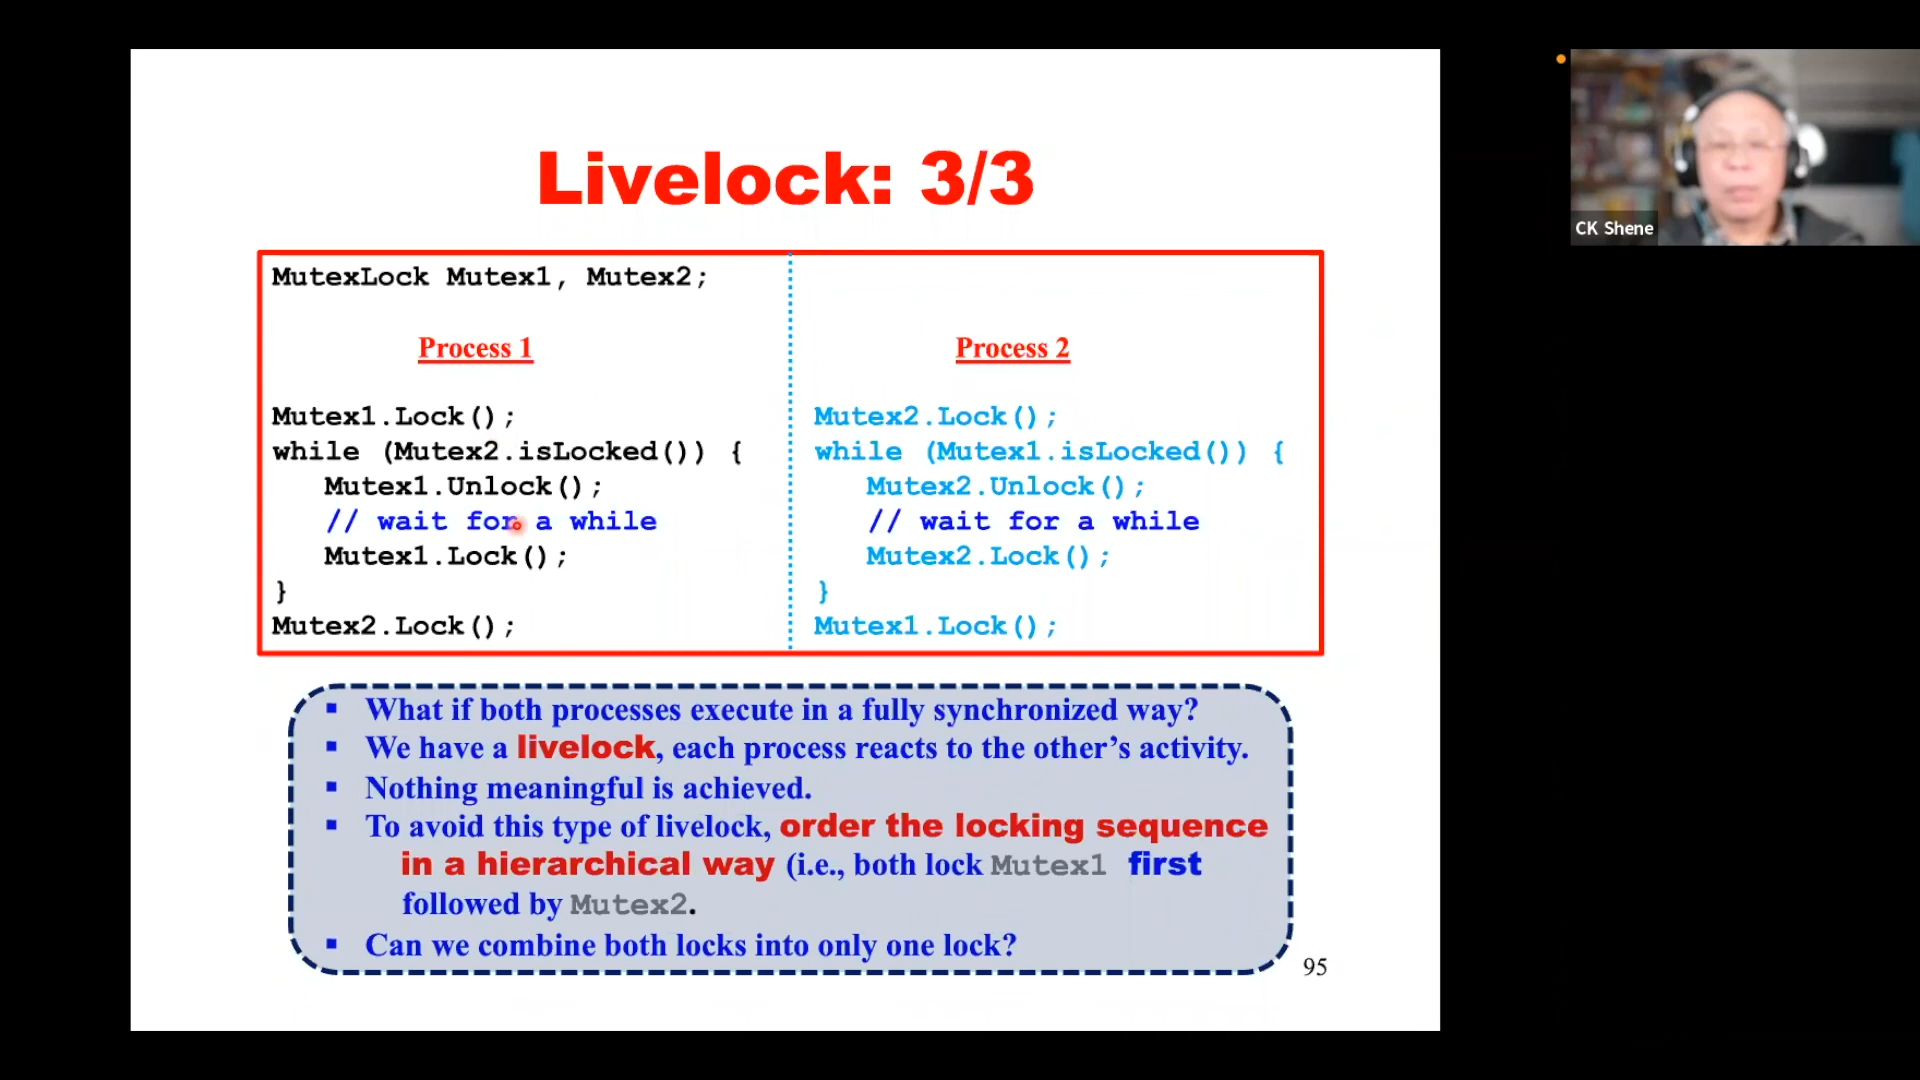 Livelock: 3/3
MutexLock Mutex1, Mutex2;
Process 1
Mutex1.Lock();
while (Mutex2.isLocked()) {
Mutex1.Unlock();
// wait for a while
Mutex1.Lock();
}
Mutex2.Lock();
Process 2
Mutex2.Lock();
while (Mutex1.isLocked()) {
Mutex2.Unlock();
// wait for a while
Mutex2.Lock();
}
Mutex1.Lock();
▪ What if both processes execute in a fully synchronized way?
▪ We have a livelock, each process reacts to the other’s activity.
▪ Nothing meaningful is achieved.
▪ To avoid this type of livelock, order the locking sequence
in a hierarchical way (i.e., both lock Mutex1 first
followed by Mutex2.
▪ Can we combine both locks into only one lock?
95
CK Shene